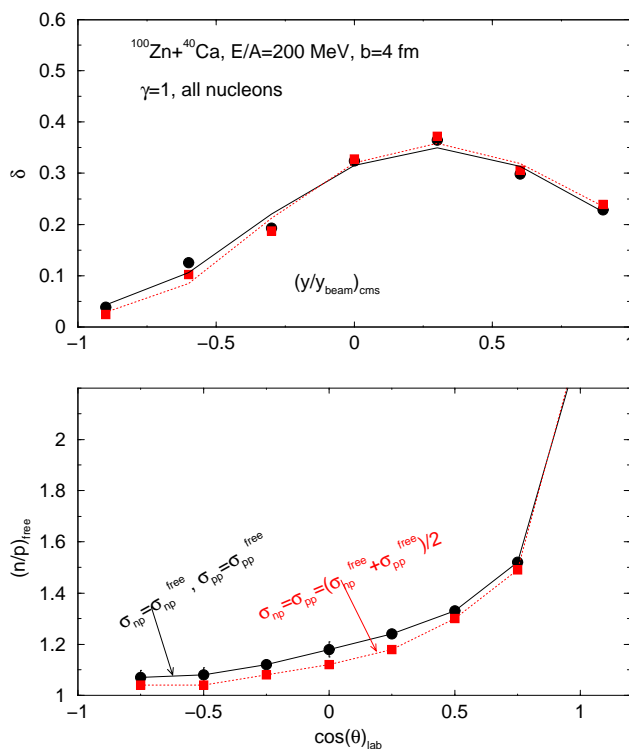 0.6
0.5
0.4
0.3
0.2
0.1
0
δ
¹⁰⁰Zn+⁴⁰Ca, E/A=200 MeV, b=4 fm
γ=1, all nucleons
(y/y_beam)_cms
−1 −0.5 0 0.5 1
2
1.8
1.6
1.4
1.2
1
(n/p)_free
σ_np=σ_np^free, σ_pp=σ_pp^free
σ_np=σ_pp=(σ_np^free+σ_pp^free)/2
−1 −0.5 0 0.5 1
cos(θ)_lab